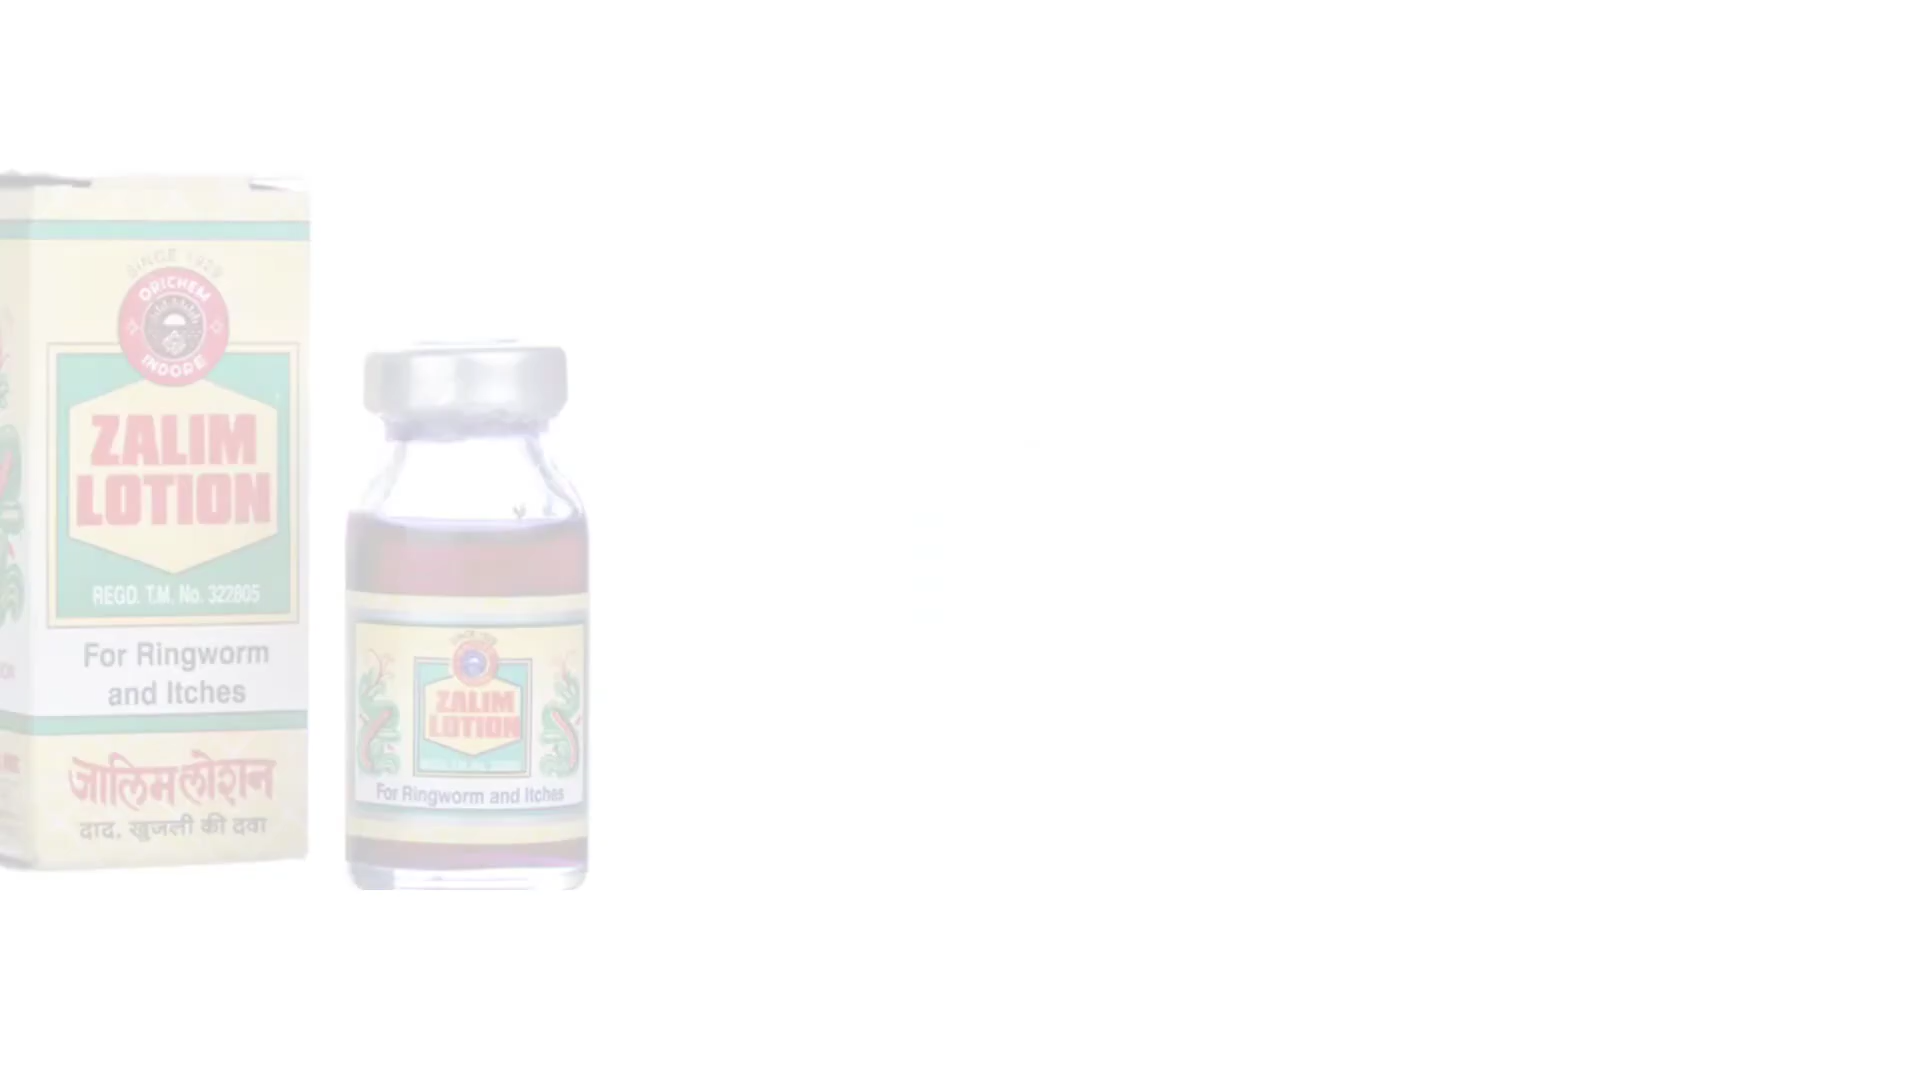 SINCE 1929
ORICHEM
INDORE
ZALIM
LOTION
REGD. T.M. No. 322805
For Ringworm
and Itches
जालिम लोशन
दाद, खुजली की दवा
ZALIM
LOTION
For Ringworm and Itches